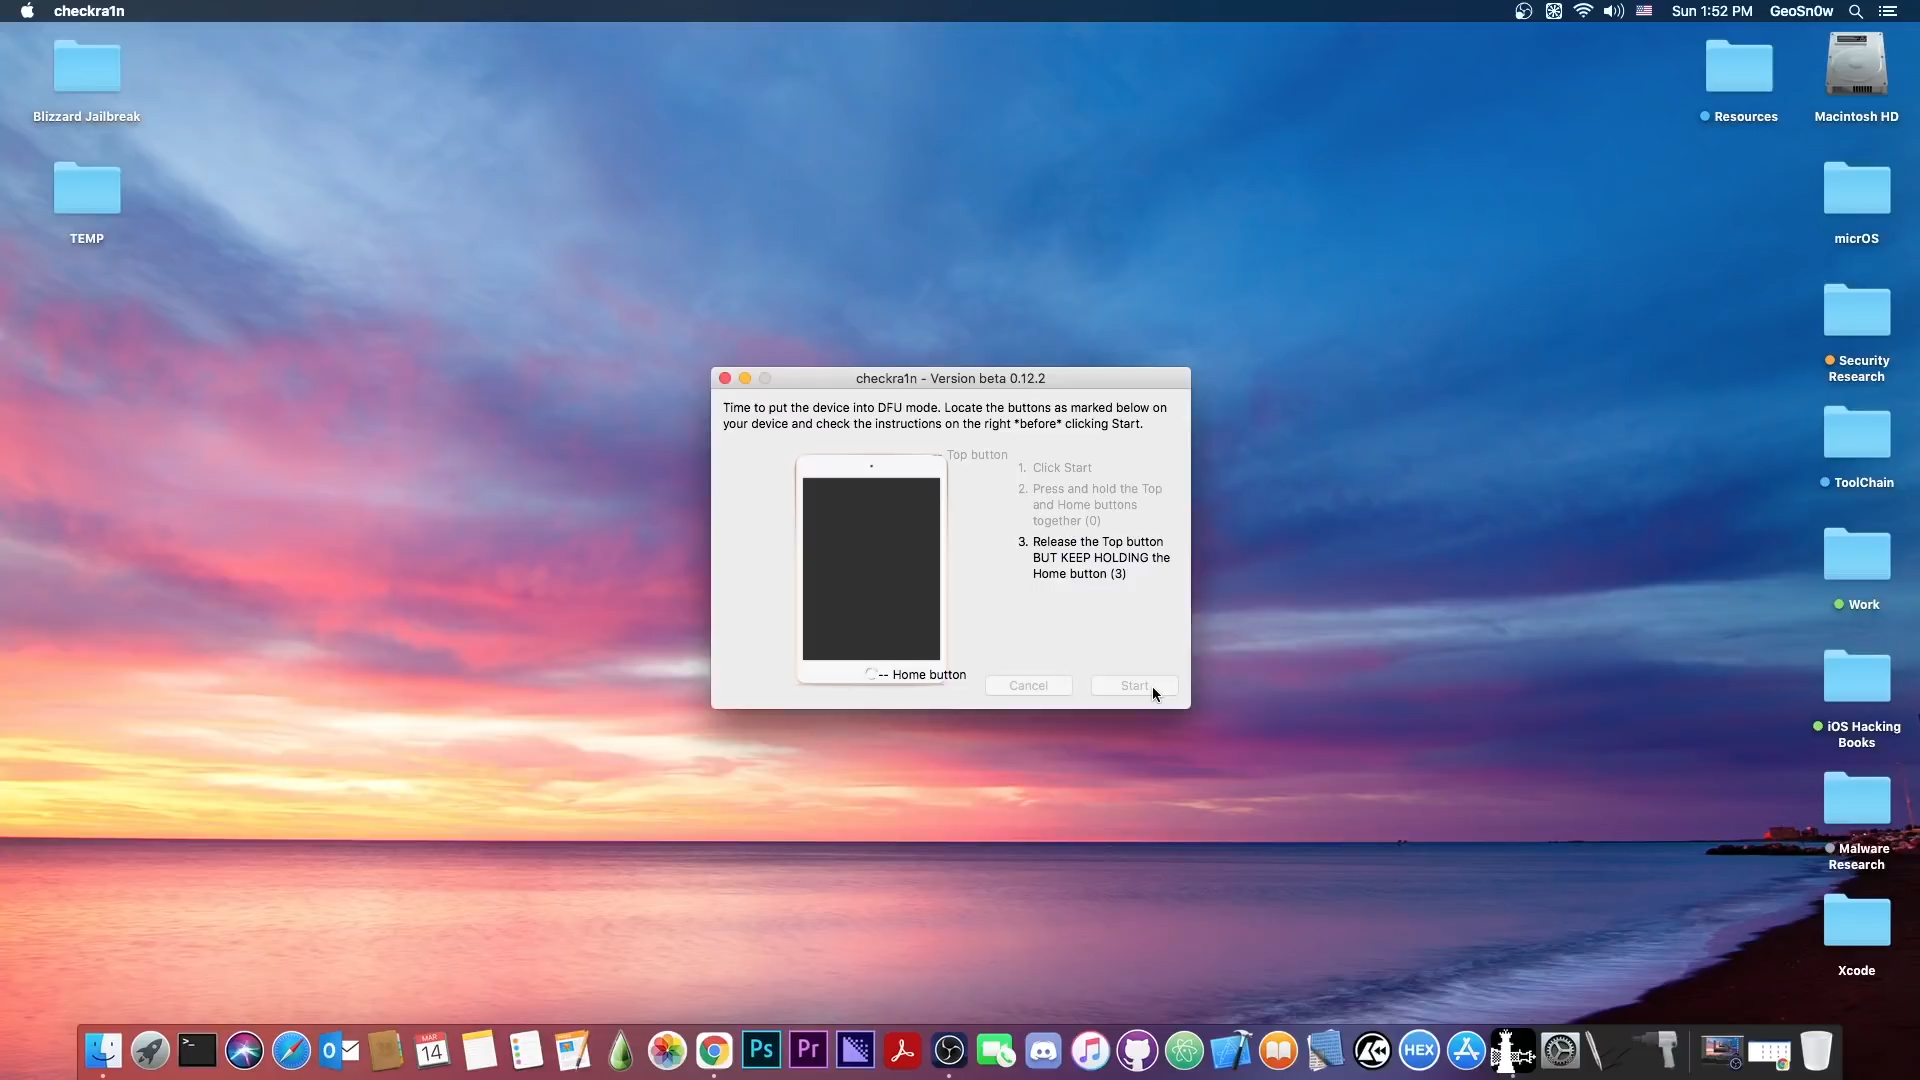 checkra1n
Sun 1:52 PM
GeoSn0w
Blizzard Jailbreak
TEMP
Resources
Macintosh HD
micrOS
Security
Research
ToolChain
Work
iOS Hacking
Books
Malware
Research
Xcode
checkra1n - Version beta 0.12.2
Time to put the device into DFU mode. Locate the buttons as marked below on
your device and check the instructions on the right *before* clicking Start.
-- Top button
1. Click Start
2. Press and hold the Top
and Home buttons
together (0)
3. Release the Top button
BUT KEEP HOLDING the
Home button (3)
-- Home button
Cancel
Start
MAR
14
Ps
Pr
HEX